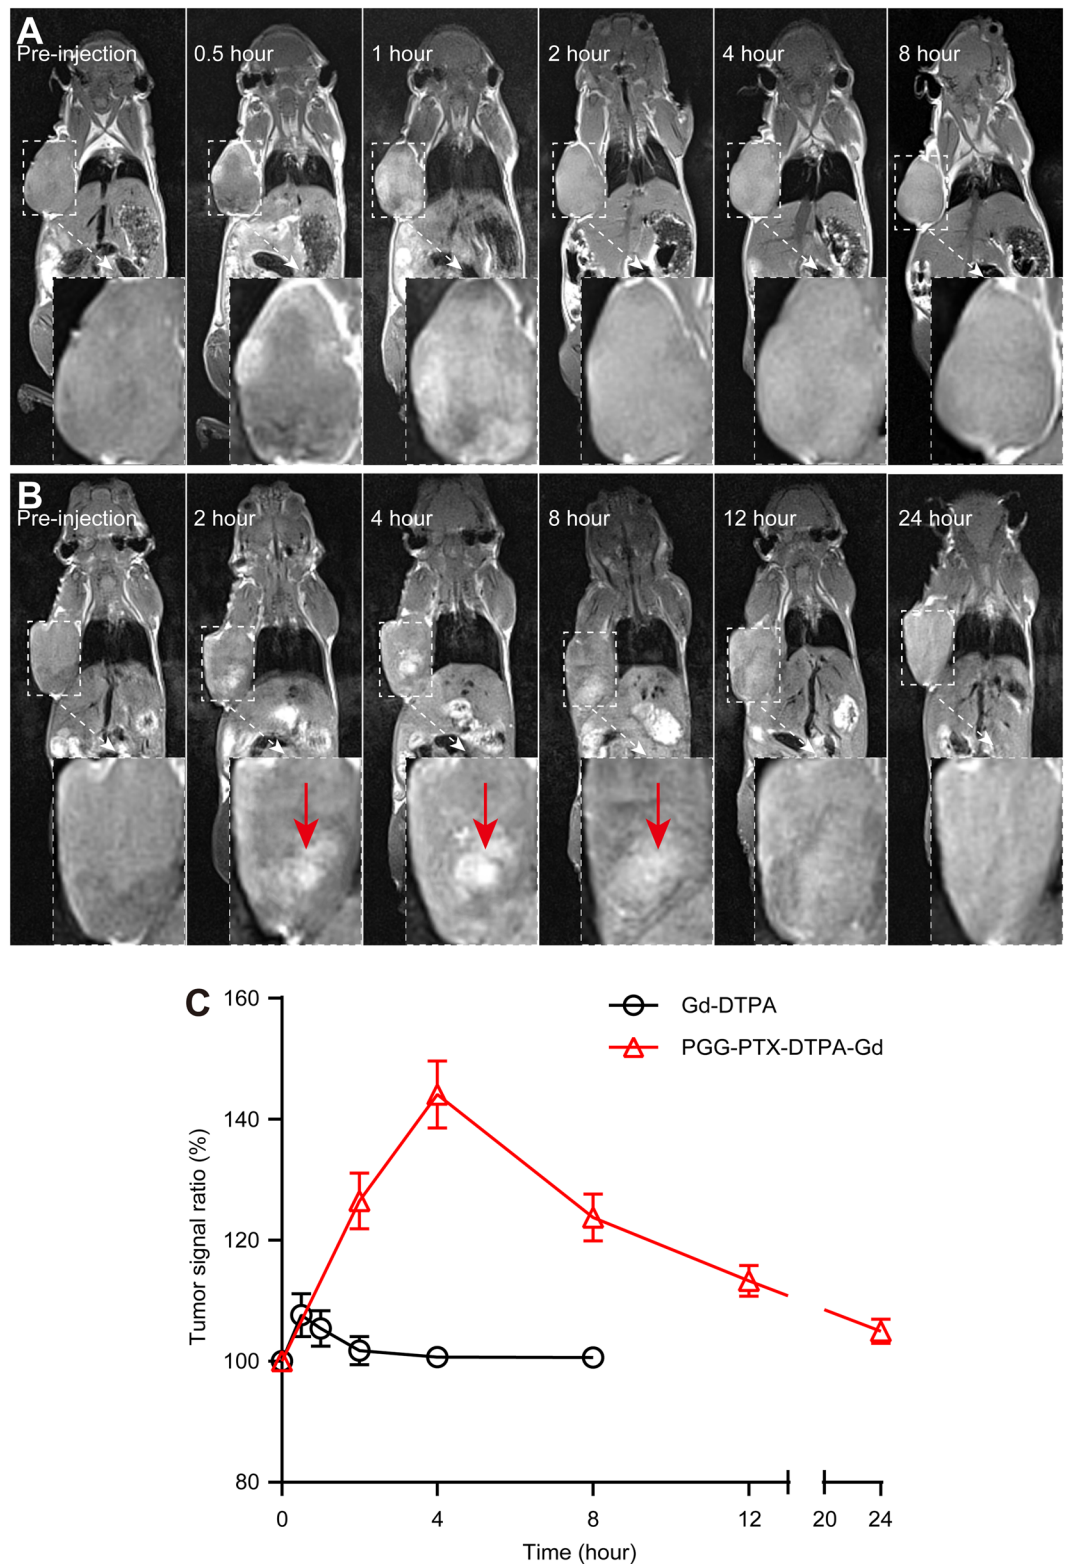 A
Pre-injection
0.5 hour
1 hour
2 hour
4 hour
8 hour
B
Pre-injection
2 hour
4 hour
8 hour
12 hour
24 hour
C
160
140
120
100
80
Tumor signal ratio (%)
Gd-DTPA
PGG-PTX-DTPA-Gd
0
4
8
12
20
24
Time (hour)